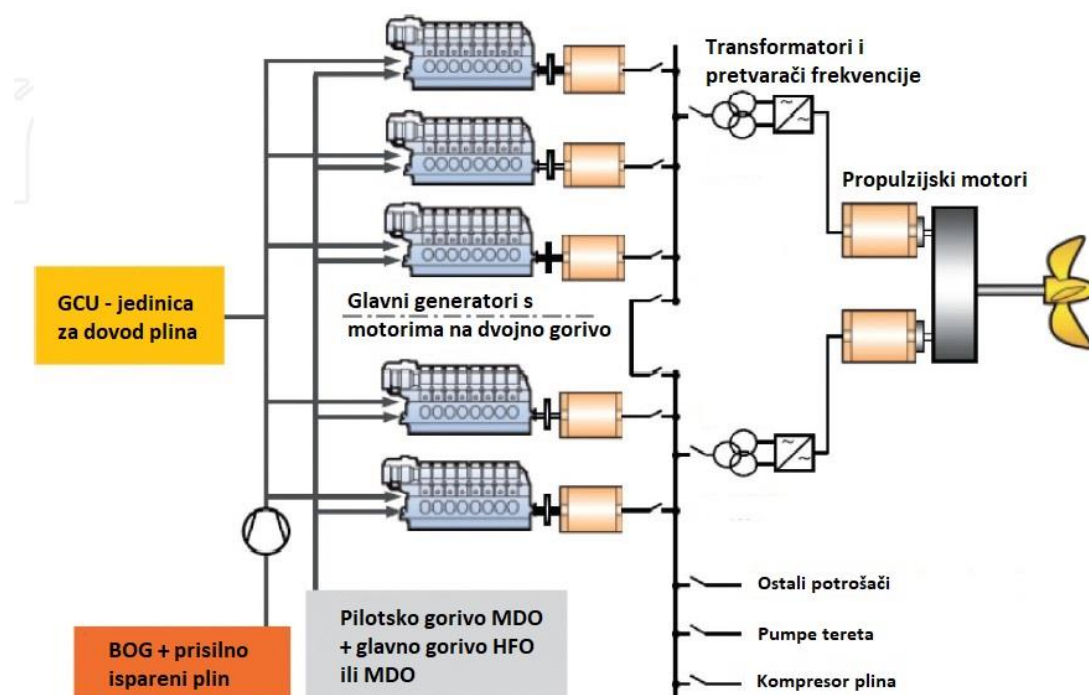 Transformatori i
pretvarači frekvencije
Propulzijski motori
GCU - jedinica
za dovod plina
Glavni generatori s
motorima na dvojno gorivo
Ostali potrošači
Pumpe tereta
Kompresor plina
Pilotsko gorivo MDO
+ glavno gorivo HFO
ili MDO
BOG + prisilno
ispareni plin